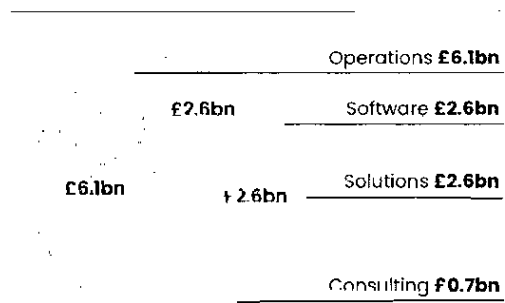 Operations £6.1bn
£2.6bn
Software £2.6bn
£6.1bn
Solutions £2.6bn
2.6bn
Consulting £0.7bn